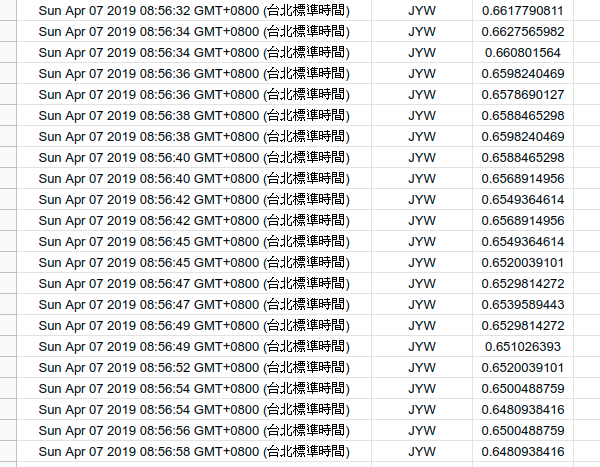 Sun Apr 07 2019 08:56:32 GMT+0800 (台北標準時間) JYW 0.6617790811
Sun Apr 07 2019 08:56:34 GMT+0800 (台北標準時間) JYW 0.6627565982
Sun Apr 07 2019 08:56:34 GMT+0800 (台北標準時間) JYW 0.660801564
Sun Apr 07 2019 08:56:36 GMT+0800 (台北標準時間) JYW 0.6598240469
Sun Apr 07 2019 08:56:36 GMT+0800 (台北標準時間) JYW 0.6578690127
Sun Apr 07 2019 08:56:38 GMT+0800 (台北標準時間) JYW 0.6588465298
Sun Apr 07 2019 08:56:38 GMT+0800 (台北標準時間) JYW 0.6598240469
Sun Apr 07 2019 08:56:40 GMT+0800 (台北標準時間) JYW 0.6588465298
Sun Apr 07 2019 08:56:40 GMT+0800 (台北標準時間) JYW 0.6568914956
Sun Apr 07 2019 08:56:42 GMT+0800 (台北標準時間) JYW 0.6549364614
Sun Apr 07 2019 08:56:42 GMT+0800 (台北標準時間) JYW 0.6568914956
Sun Apr 07 2019 08:56:45 GMT+0800 (台北標準時間) JYW 0.6549364614
Sun Apr 07 2019 08:56:45 GMT+0800 (台北標準時間) JYW 0.6520039101
Sun Apr 07 2019 08:56:47 GMT+0800 (台北標準時間) JYW 0.6529814272
Sun Apr 07 2019 08:56:47 GMT+0800 (台北標準時間) JYW 0.6539589443
Sun Apr 07 2019 08:56:49 GMT+0800 (台北標準時間) JYW 0.6529814272
Sun Apr 07 2019 08:56:49 GMT+0800 (台北標準時間) JYW 0.651026393
Sun Apr 07 2019 08:56:52 GMT+0800 (台北標準時間) JYW 0.6520039101
Sun Apr 07 2019 08:56:54 GMT+0800 (台北標準時間) JYW 0.6500488759
Sun Apr 07 2019 08:56:54 GMT+0800 (台北標準時間) JYW 0.6480938416
Sun Apr 07 2019 08:56:56 GMT+0800 (台北標準時間) JYW 0.6500488759
Sun Apr 07 2019 08:56:58 GMT+0800 (台北標準時間) JYW 0.6480938416